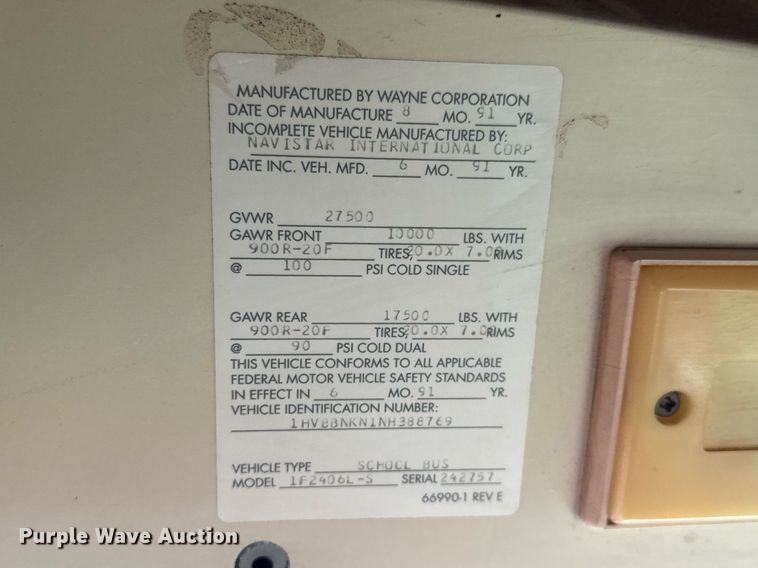 MANUFACTURED BY WAYNE CORPORATION
DATE OF MANUFACTURE 8 MO. 91 YR.
INCOMPLETE VEHICLE MANUFACTURED BY:
NAVISTAR INTERNATIONAL CORP
DATE INC. VEH. MFD. 6 MO. 91 YR.
GVWR 27500
GAWR FRONT 10000 LBS. WITH
900R-20F TIRES, 20.0X 7.00 RIMS
@ 100 PSI COLD SINGLE
GAWR REAR 17500 LBS. WITH
900R-20F TIRES, 20.0X 7.00 RIMS
@ 90 PSI COLD DUAL
THIS VEHICLE CONFORMS TO ALL APPLICABLE
FEDERAL MOTOR VEHICLE SAFETY STANDARDS
IN EFFECT IN 6 MO. 91 YR.
VEHICLE IDENTIFICATION NUMBER:
1HVBBNKN1NH388769
VEHICLE TYPE SCHOOL BUS
MODEL 1F2406L-S SERIAL 242757
66990-1 REV E
Purple Wave Auction